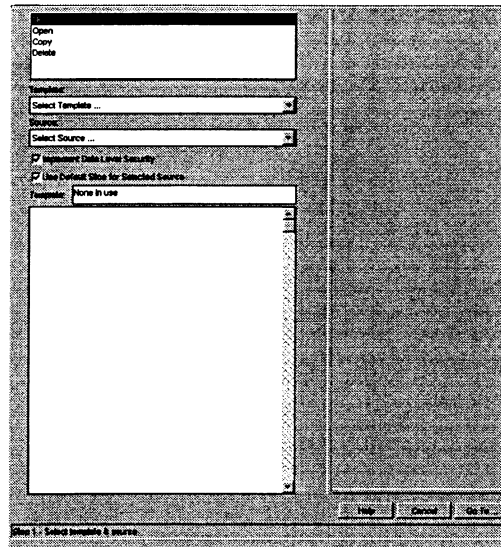 Open
Copy
Delete
Template:
Select Template ...
Source:
Select Source ...
Implement Data Level Security
Use Default Slice for Selected Source
Template: None in use
Help Cancel Go To ...
Step 1 - Select template & source